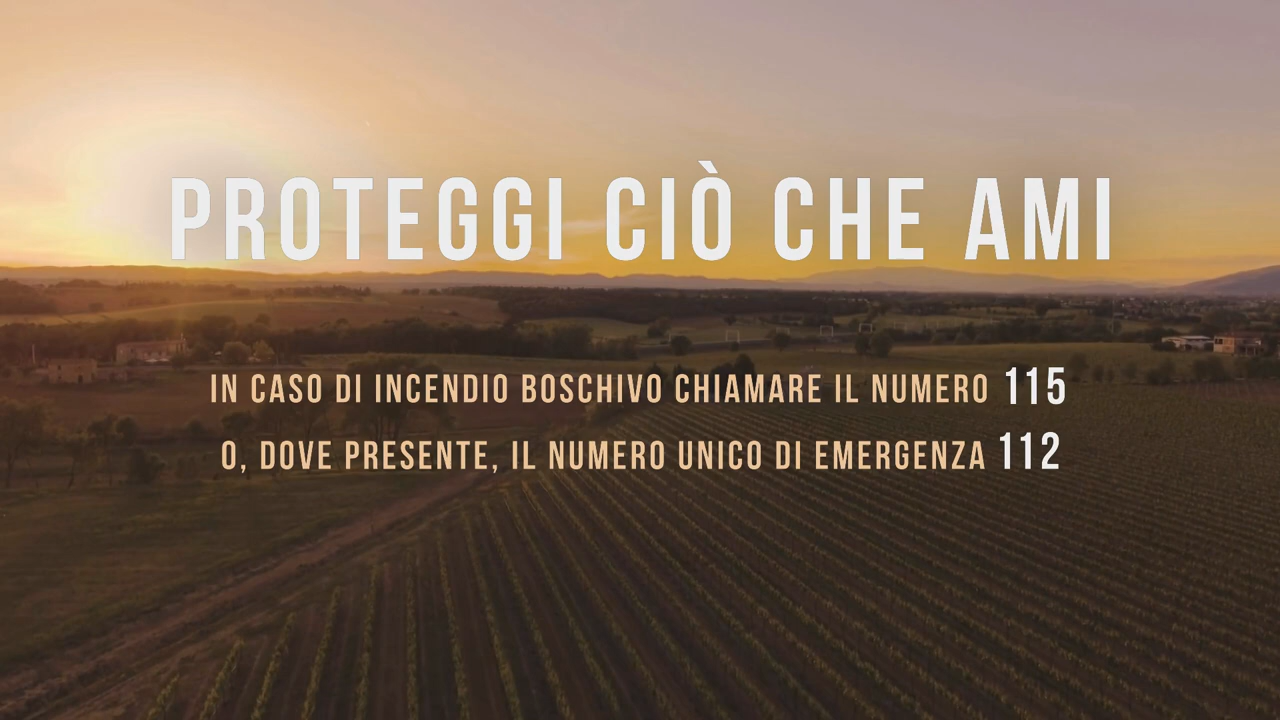 PROTEGGI CIÒ CHE AMI
IN CASO DI INCENDIO BOSCHIVO CHIAMARE IL NUMERO 115
O, DOVE PRESENTE, IL NUMERO UNICO DI EMERGENZA 112